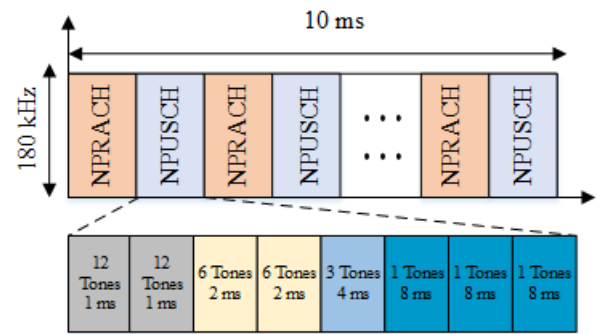 10 ms
180 kHz
NPRACH
NPUSCH
NPRACH
NPUSCH
...
...
NPRACH
NPUSCH
12
Tones
1 ms
12
Tones
1 ms
6 Tones
2 ms
6 Tones
2 ms
3 Tones
4 ms
1 Tones
8 ms
1 Tones
8 ms
1 Tones
8 ms